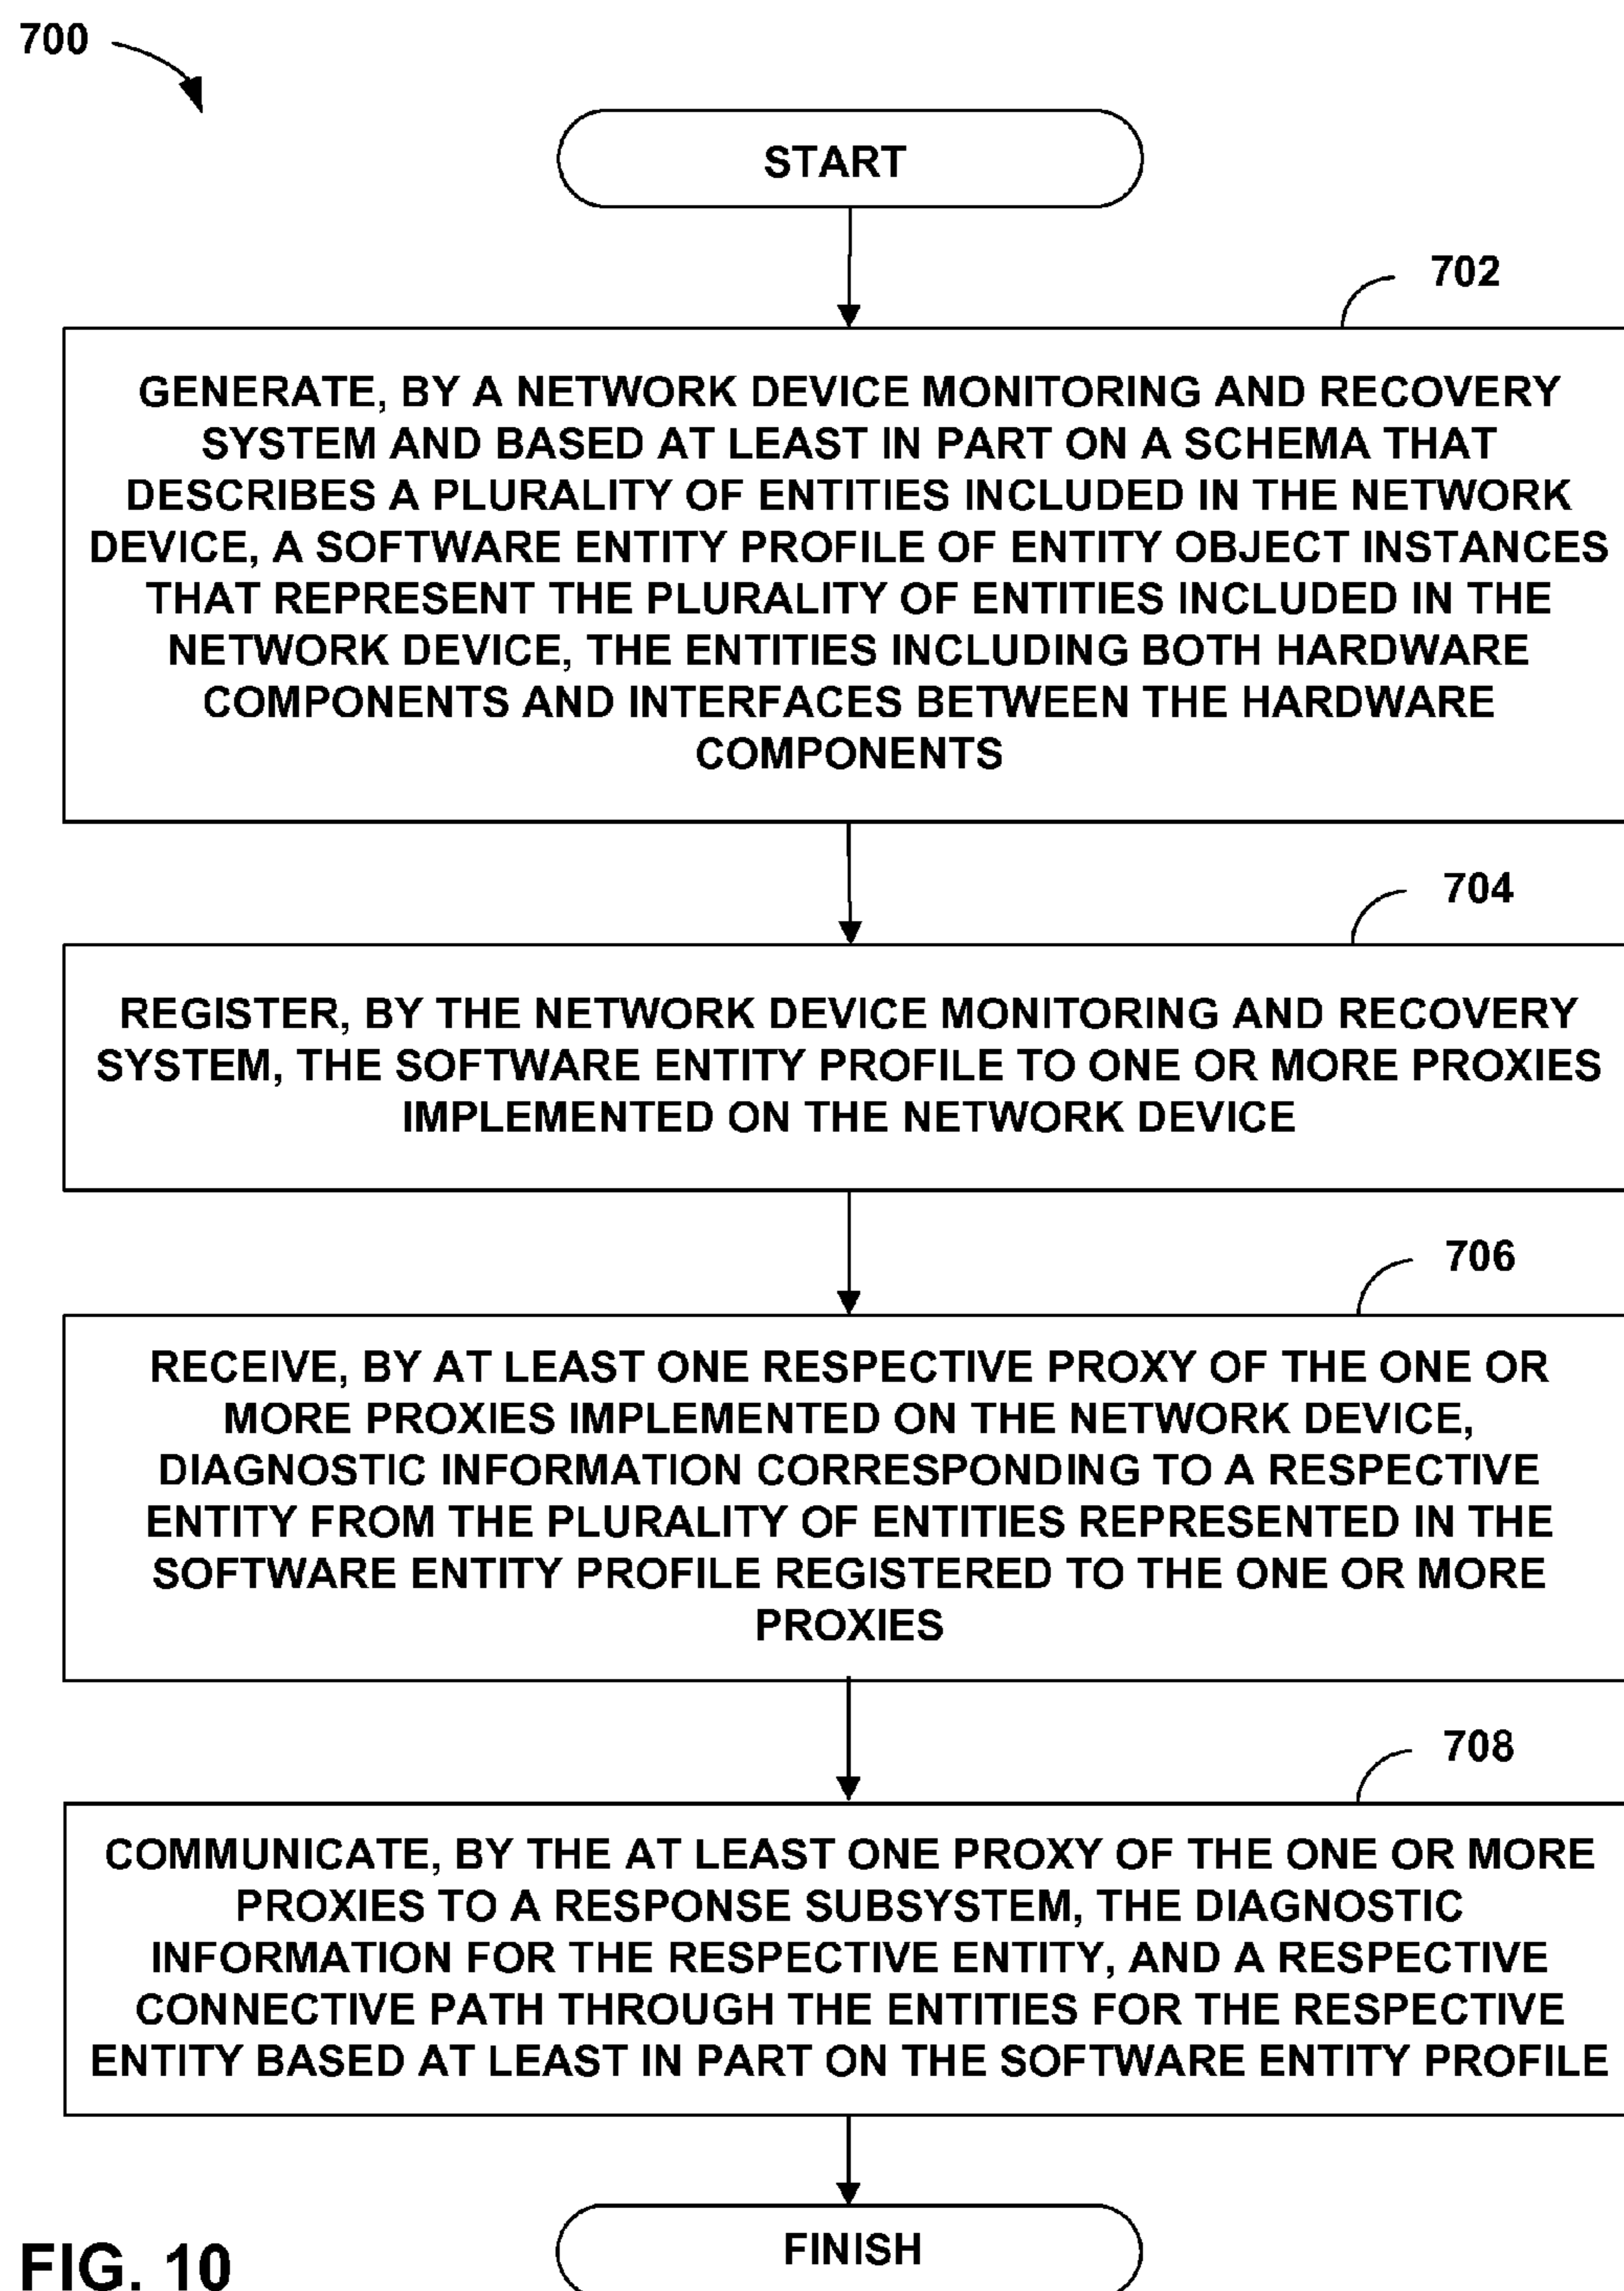 700
START
702
GENERATE, BY A NETWORK DEVICE MONITORING AND RECOVERY
SYSTEM AND BASED AT LEAST IN PART ON A SCHEMA THAT
DESCRIBES A PLURALITY OF ENTITIES INCLUDED IN THE NETWORK
DEVICE, A SOFTWARE ENTITY PROFILE OF ENTITY OBJECT INSTANCES
THAT REPRESENT THE PLURALITY OF ENTITIES INCLUDED IN THE
NETWORK DEVICE, THE ENTITIES INCLUDING BOTH HARDWARE
COMPONENTS AND INTERFACES BETWEEN THE HARDWARE
COMPONENTS
704
REGISTER, BY THE NETWORK DEVICE MONITORING AND RECOVERY
SYSTEM, THE SOFTWARE ENTITY PROFILE TO ONE OR MORE PROXIES
IMPLEMENTED ON THE NETWORK DEVICE
706
RECEIVE, BY AT LEAST ONE RESPECTIVE PROXY OF THE ONE OR
MORE PROXIES IMPLEMENTED ON THE NETWORK DEVICE,
DIAGNOSTIC INFORMATION CORRESPONDING TO A RESPECTIVE
ENTITY FROM THE PLURALITY OF ENTITIES REPRESENTED IN THE
SOFTWARE ENTITY PROFILE REGISTERED TO THE ONE OR MORE
PROXIES
708
COMMUNICATE, BY THE AT LEAST ONE PROXY OF THE ONE OR MORE
PROXIES TO A RESPONSE SUBSYSTEM, THE DIAGNOSTIC
INFORMATION FOR THE RESPECTIVE ENTITY, AND A RESPECTIVE
CONNECTIVE PATH THROUGH THE ENTITIES FOR THE RESPECTIVE
ENTITY BASED AT LEAST IN PART ON THE SOFTWARE ENTITY PROFILE
FINISH
FIG. 10